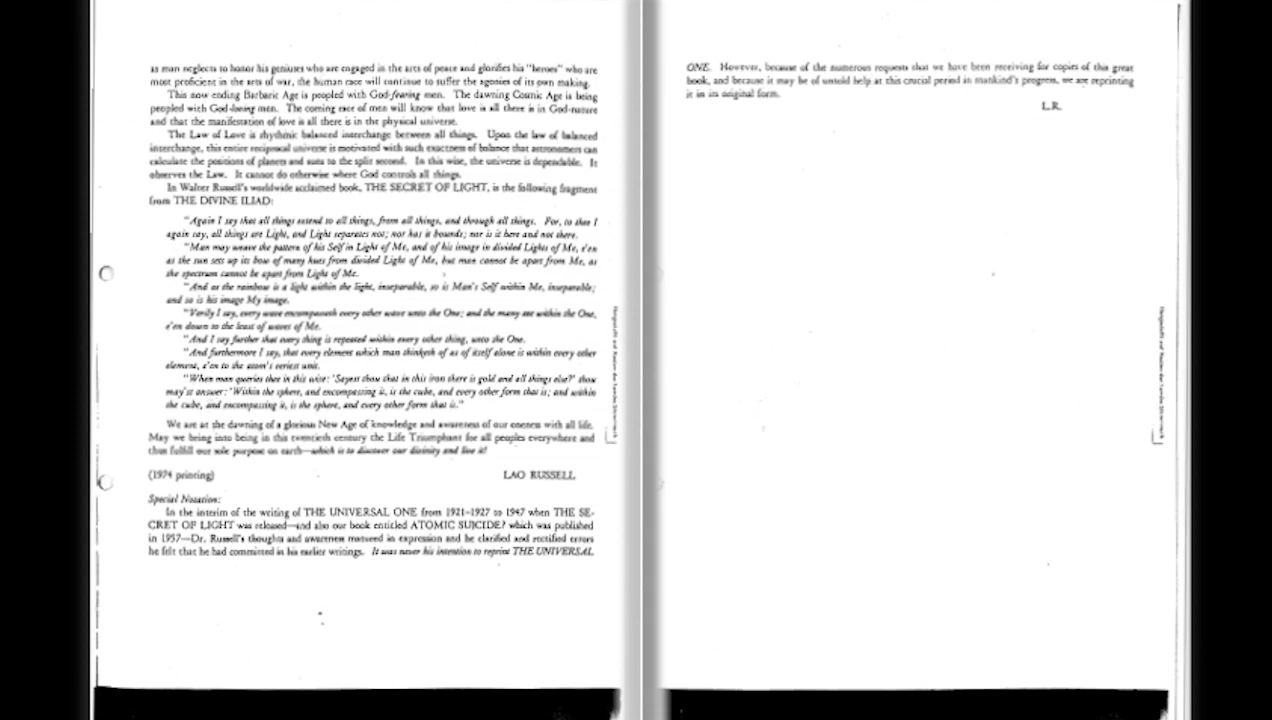 as man neglects to honor his geniuses who are engaged in the arts of peace and glorifies his "heroes" who are
most proficient in the arts of war, the human race will continue to suffer the agonies of its own making.
This now ending Barbaric Age is peopled with God-fearing men. The dawning Cosmic Age is being
peopled with God-loving men. The coming race of men will know that love is all there is in God-nature
and that the manifestation of love is all there is in the physical universe.
The Law of Love is rhythmic balanced interchange between all things. Upon the law of balanced
interchange, this entire reciprocal universe is motivated with such exactness of balance that astronomers can
calculate the positions of planets and suns to the split second. In this wise, the universe is dependable. It
observes the Law. It cannot do otherwise where God controls all things.
In Walter Russell's worldwide acclaimed book, THE SECRET OF LIGHT, is the following fragment
from THE DIVINE ILIAD:
"Again I say that all things extend to all things, from all things, and through all things. For, to thee I
again say, all things are Light, and Light separates not; nor has it bounds; nor is it here and not there.
"Man may weave the pattern of his Self in Light of Me, and of his image in divided Lights of Me, e'en
as the sun sets up its bow of many hues from divided Light of Me, but man cannot be apart from Me, as
the spectrum cannot be apart from Light of Me.
"And as the rainbow is a light within the light, inseparable, so is Man's Self within Me, inseparable;
and so is his image My image.
"Verily I say, every wave encompasseth every other wave unto the One; and the many are within the One,
e'en down to the least of waves of Me.
"And I say further that every thing is repeated within every other thing, unto the One.
"And furthermore I say, that every element which man thinketh of as of itself alone is within every other
element, e'en to the atom's veriest unit.
"When man queries thee in this wise: 'Sayest thou that in this iron there is gold and all things else?' thou
may'st answer: 'Within the sphere, and encompassing it, is the cube, and every other form that is; and within
the cube, and encompassing it, is the sphere, and every other form that is.'"
We are at the dawning of a glorious New Age of knowledge and awareness of our oneness with all life.
May we bring into being in this twentieth century the Life Triumphant for all peoples everywhere and
thus fulfill our sole purpose on earth—which is to discover our divinity and live it!
(1974 printing) LAO RUSSELL
Special Notation:
In the interim of the writing of THE UNIVERSAL ONE from 1921-1927 to 1947 when THE SE-
CRET OF LIGHT was released—and also our book entitled ATOMIC SUICIDE? which was published
in 1957—Dr. Russell's thoughts and awareness matured in expression and he clarified and rectified errors
he felt that he had committed in his earlier writings. It was never his intention to reprint THE UNIVERSAL
ONE. However, because of the numerous requests that we have been receiving for copies of this great
book, and because it may be of untold help at this crucial period in mankind's progress, we are reprinting
it in its original form.
L.R.